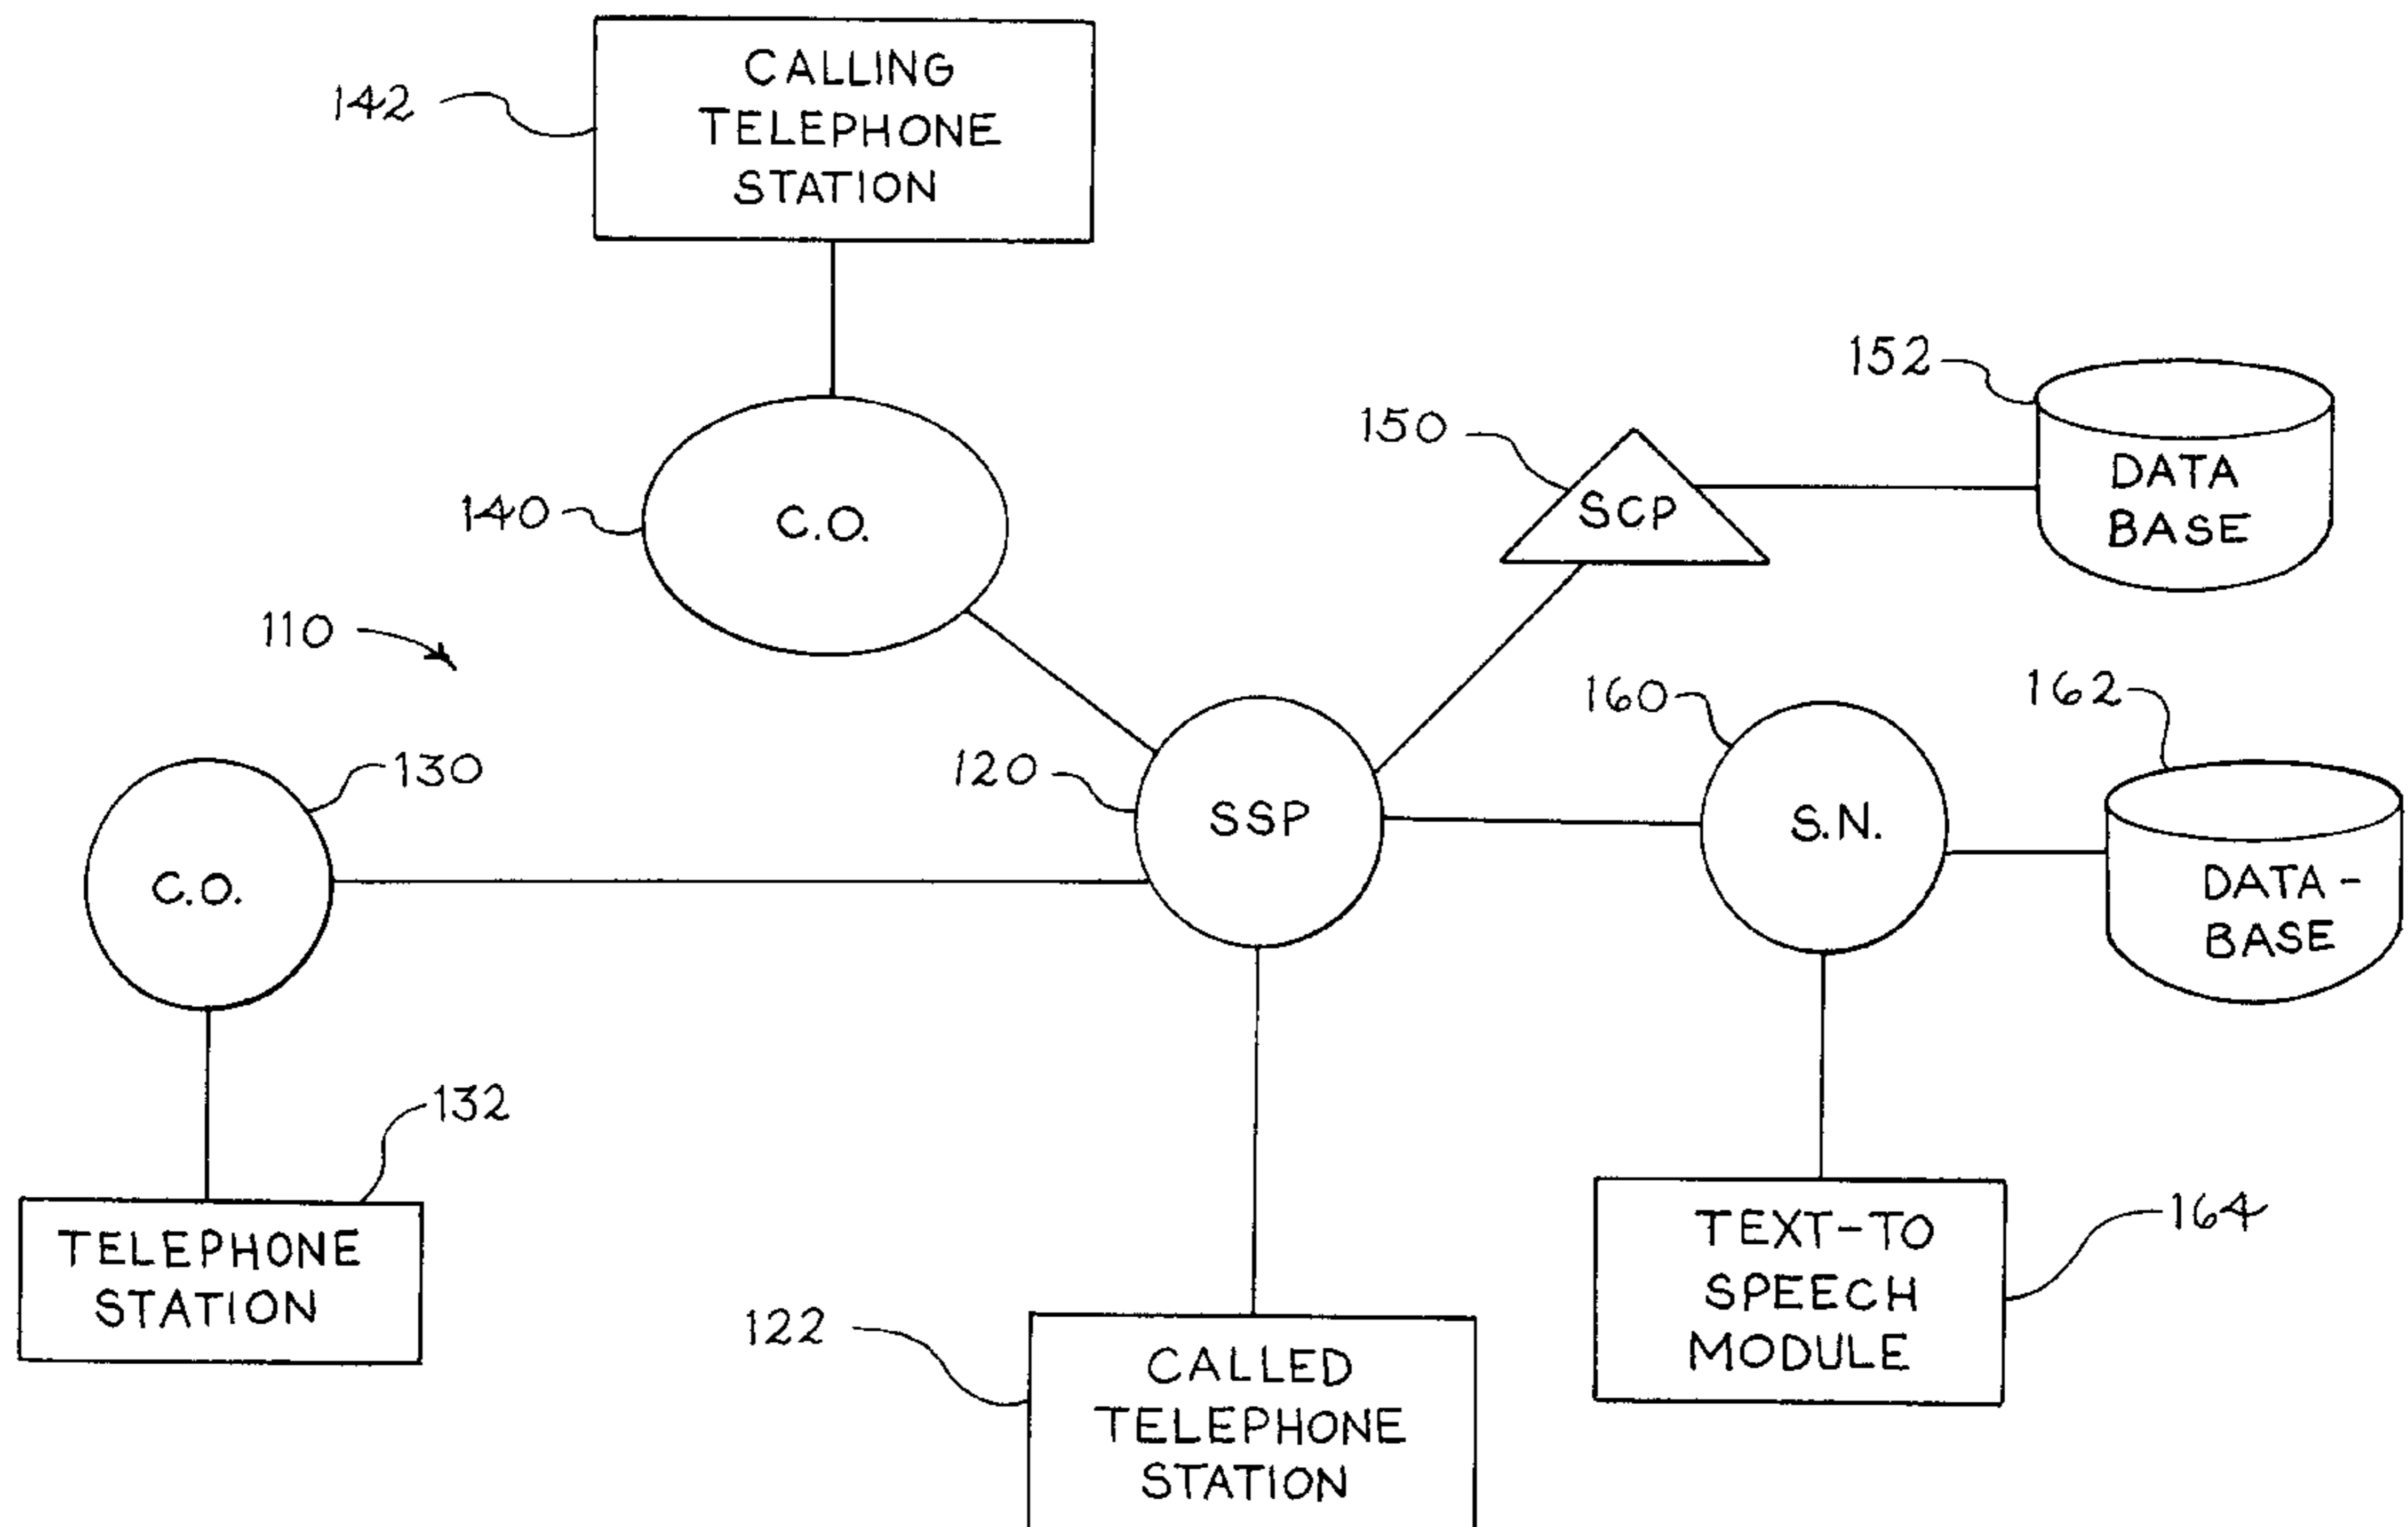 142
CALLING
TELEPHONE
STATION
152
150
DATA
BASE
SCP
140
C.O.
110
160
162
130
120
SSP
S.N.
C.O.
DATA-
BASE
132
TELEPHONE
STATION
TEXT-TO
SPEECH
MODULE
164
122
CALLED
TELEPHONE
STATION